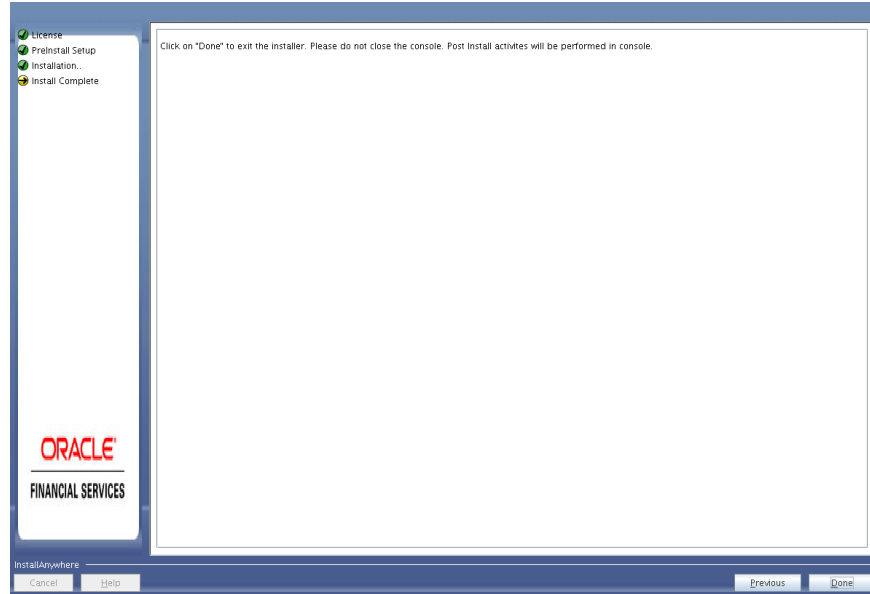 License
PreInstall Setup
Installation..
Install Complete
Click on "Done" to exit the installer. Please do not close the console. Post Install activites will be performed in console.
ORACLE
FINANCIAL SERVICES
InstallAnywhere
Cancel
Help
Previous
Done